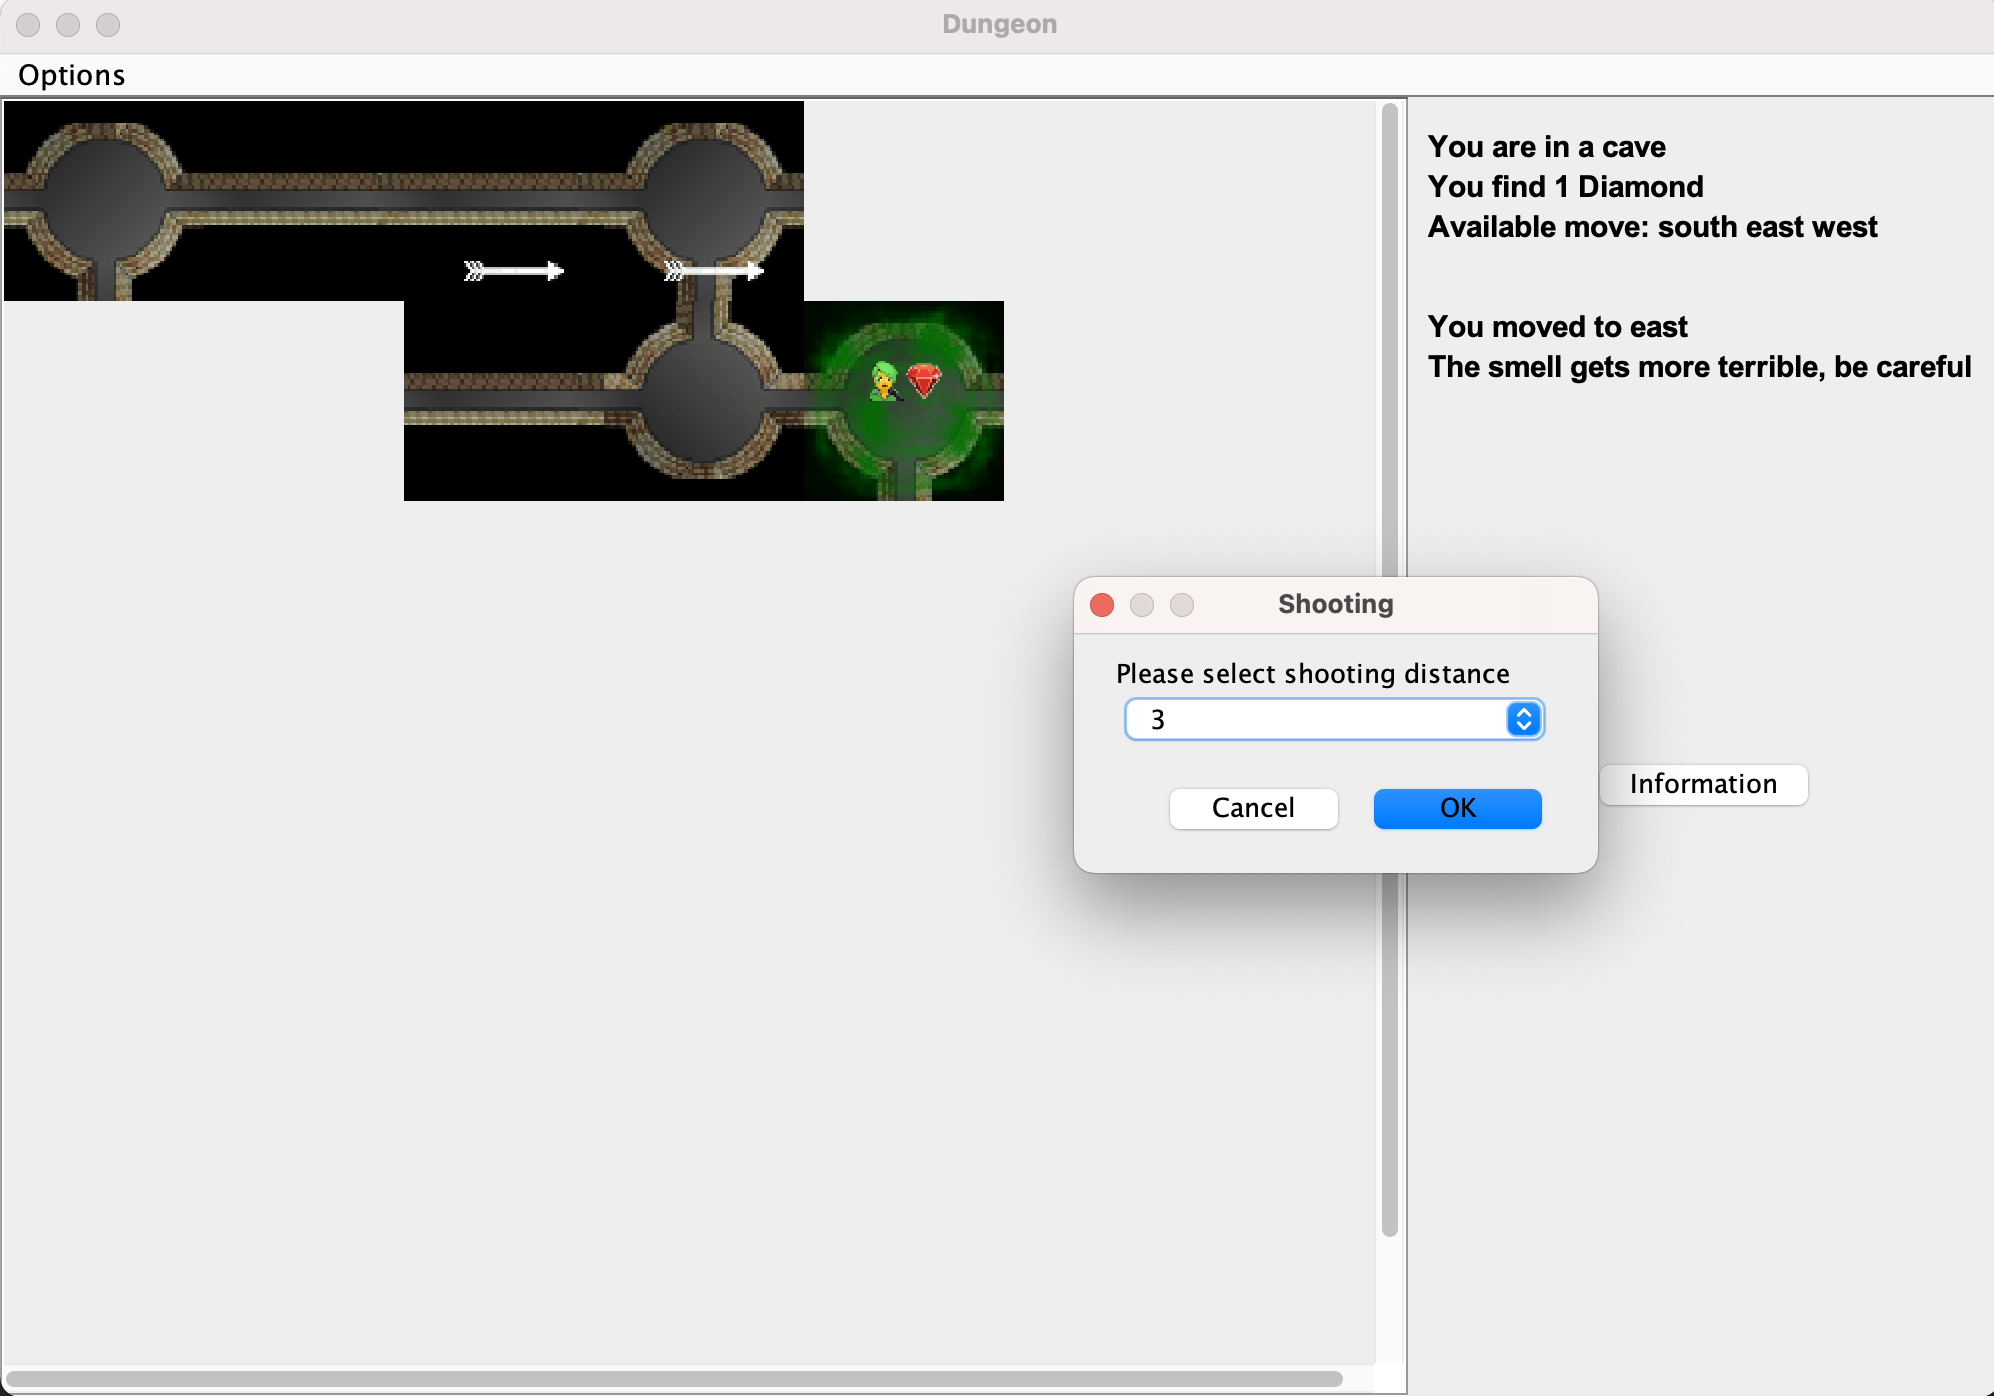 Dungeon
Options
You are in a cave
You find 1 Diamond
Available move: south east west
You moved to east
The smell gets more terrible, be careful
Shooting
Please select shooting distance
3
Cancel
OK
Information